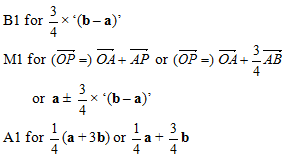 B1 for 3/4 × ‘(b – a)’
M1 for (OP⃗ =) OA⃗ + AP⃗ or (OP⃗ =) OA⃗ + 3/4 AB⃗
or a ± 3/4 × ‘(b – a)’
A1 for 1/4 (a + 3b) or 1/4 a + 3/4 b